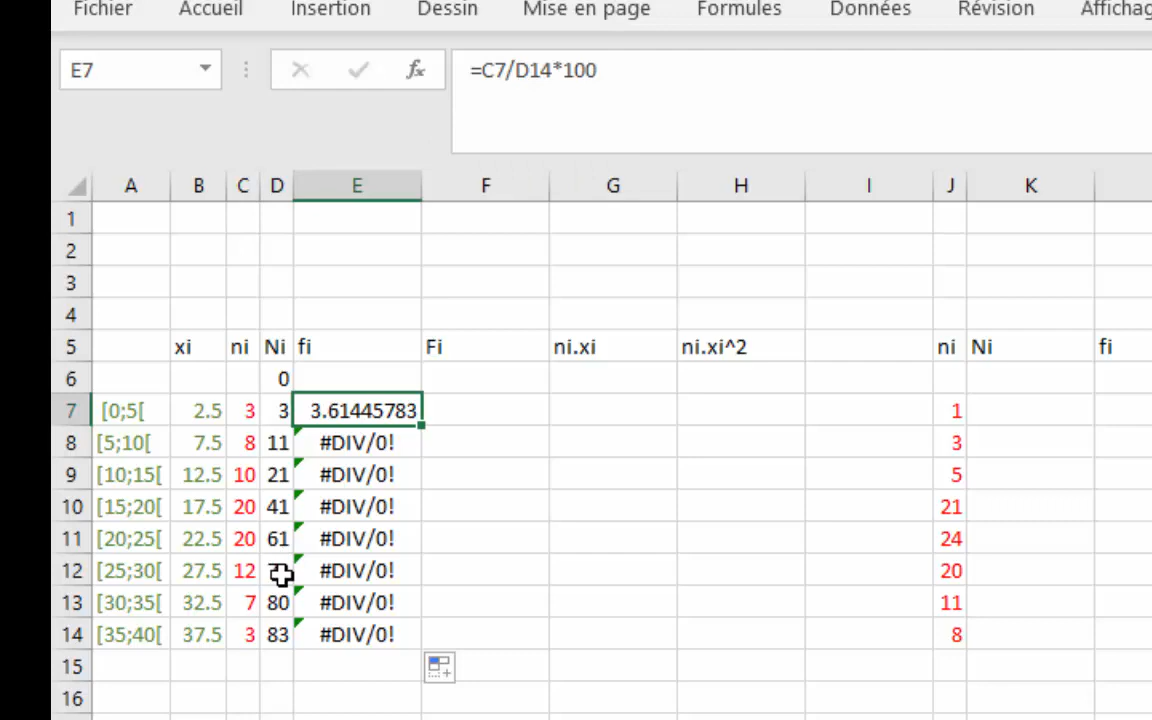 Fichier Accueil Insertion Dessin Mise en page Formules Données Révision Affichag
E7 fx =C7/D14*100
A B C D E F G H I J K
1
2
3
4
5 xi ni Ni fi Fi ni.xi ni.xi^2 ni Ni fi
6 0
7 [0;5[ 2.5 3 3 3.61445783 1
8 [5;10[ 7.5 8 11 #DIV/0! 3
9 [10;15[ 12.5 10 21 #DIV/0! 5
10 [15;20[ 17.5 20 41 #DIV/0! 21
11 [20;25[ 22.5 20 61 #DIV/0! 24
12 [25;30[ 27.5 12 #DIV/0! 20
13 [30;35[ 32.5 7 80 #DIV/0! 11
14 [35;40[ 37.5 3 83 #DIV/0! 8
15
16